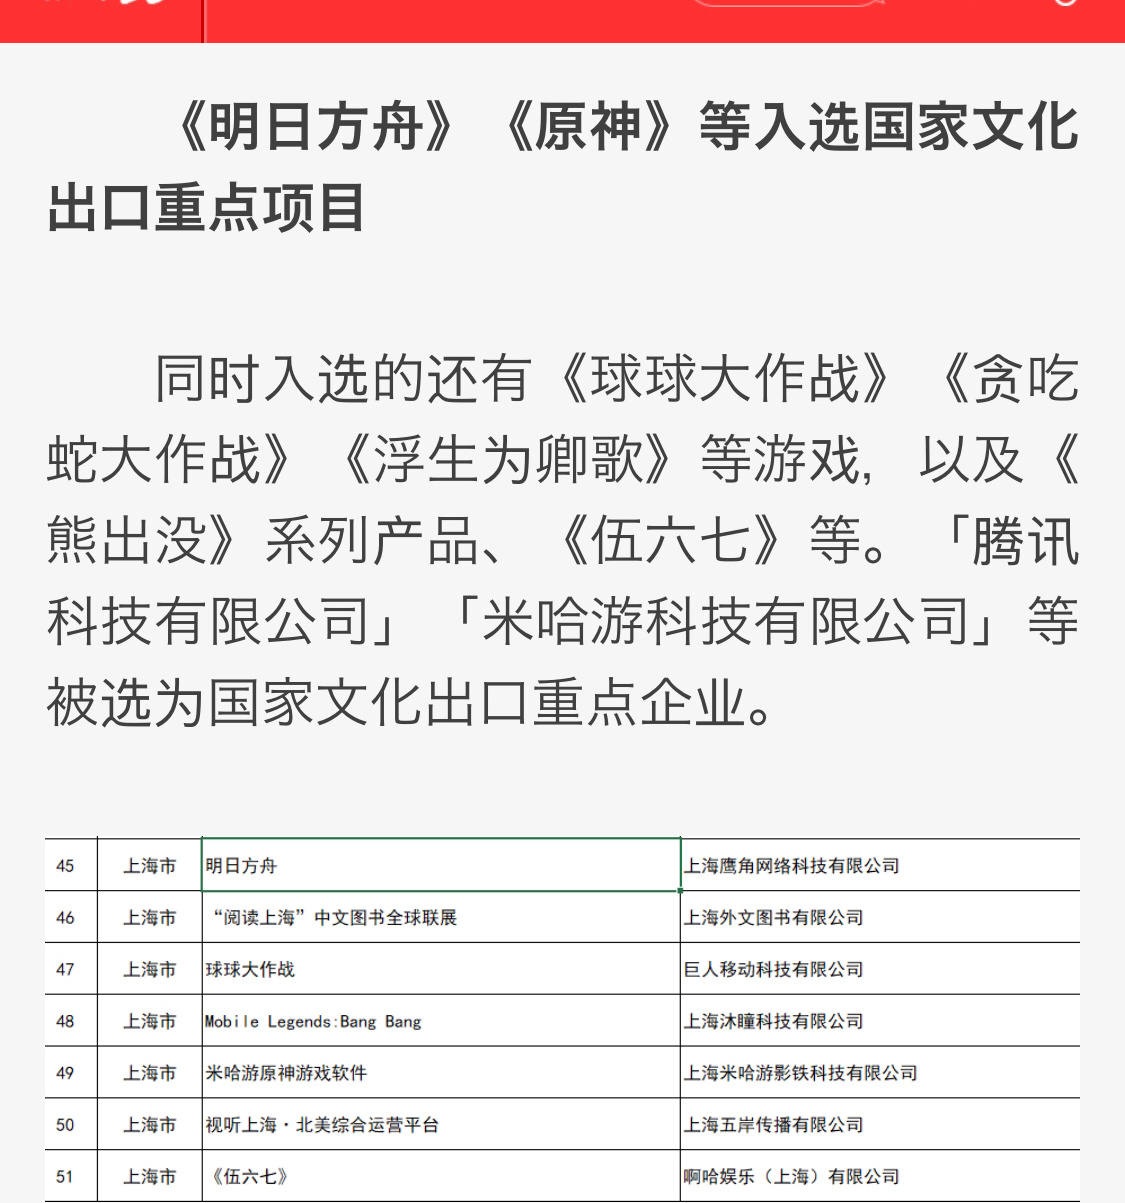 《明日方舟》《原神》等入选国家文化
出口重点项目
同时入选的还有《球球大作战》《贪吃
蛇大作战》《浮生为卿歌》等游戏，以及《
熊出没》系列产品、《伍六七》等。「腾讯
科技有限公司」「米哈游科技有限公司」等
被选为国家文化出口重点企业。
45 上海市 明日方舟 上海鹰角网络科技有限公司
46 上海市 “阅读上海”中文图书全球联展 上海外文图书有限公司
47 上海市 球球大作战 巨人移动科技有限公司
48 上海市 Mobile Legends:Bang Bang 上海沐瞳科技有限公司
49 上海市 米哈游原神游戏软件 上海米哈游影铁科技有限公司
50 上海市 视听上海·北美综合运营平台 上海五岸传播有限公司
51 上海市 《伍六七》 啊哈娱乐（上海）有限公司